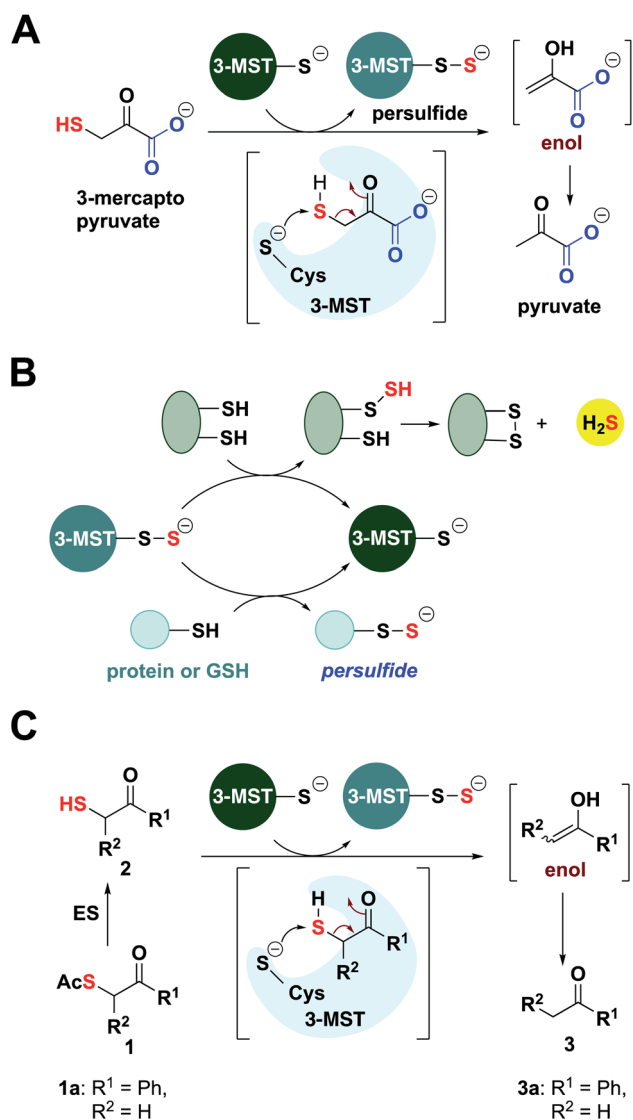 A
3-MST
S
⊖
3-MST
S
S
⊖
persulfide
HS
O
O
⊖
O
3-mercapto
pyruvate
OH
O
⊖
O
enol
H
S
O
O
⊖
O
S
⊖
Cys
3-MST
O
O
⊖
O
pyruvate
B
SH
SH
S
SH
SH
S
S
+
H₂S
3-MST
S
S
⊖
3-MST
S
⊖
SH
S
S
⊖
protein or GSH
persulfide
C
HS
O
R¹
R²
2
3-MST
S
⊖
3-MST
S
S
⊖
OH
R²
R¹
enol
ES
H
S
O
R¹
R²
S
⊖
Cys
3-MST
AcS
O
R¹
R²
1
O
R²
R¹
3
1a: R¹ = Ph,
R² = H
3a: R¹ = Ph,
R² = H